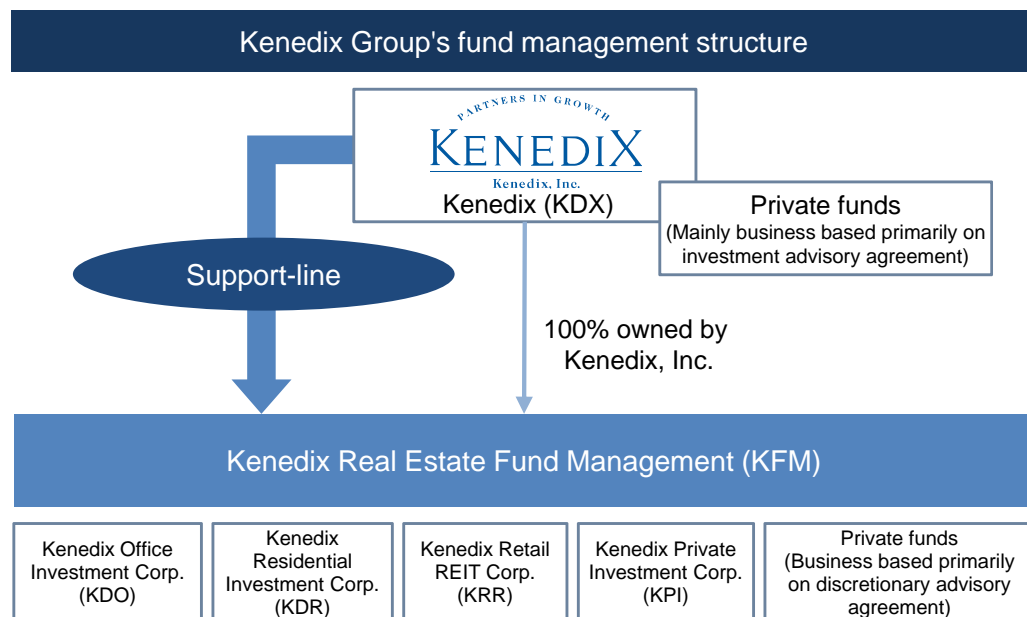 Kenedix Group's fund management structure
PARTNERS IN GROWTH
KENEDIX
Kenedix, Inc.
Kenedix (KDX)
Private funds
(Mainly business based primarily on
investment advisory agreement)
Support-line
100% owned by
Kenedix, Inc.
Kenedix Real Estate Fund Management (KFM)
Kenedix Office
Investment Corp.
(KDO)
Kenedix
Residential
Investment Corp.
(KDR)
Kenedix Retail
REIT Corp.
(KRR)
Kenedix Private
Investment Corp.
(KPI)
Private funds
(Business based primarily
on discretionary advisory
agreement)